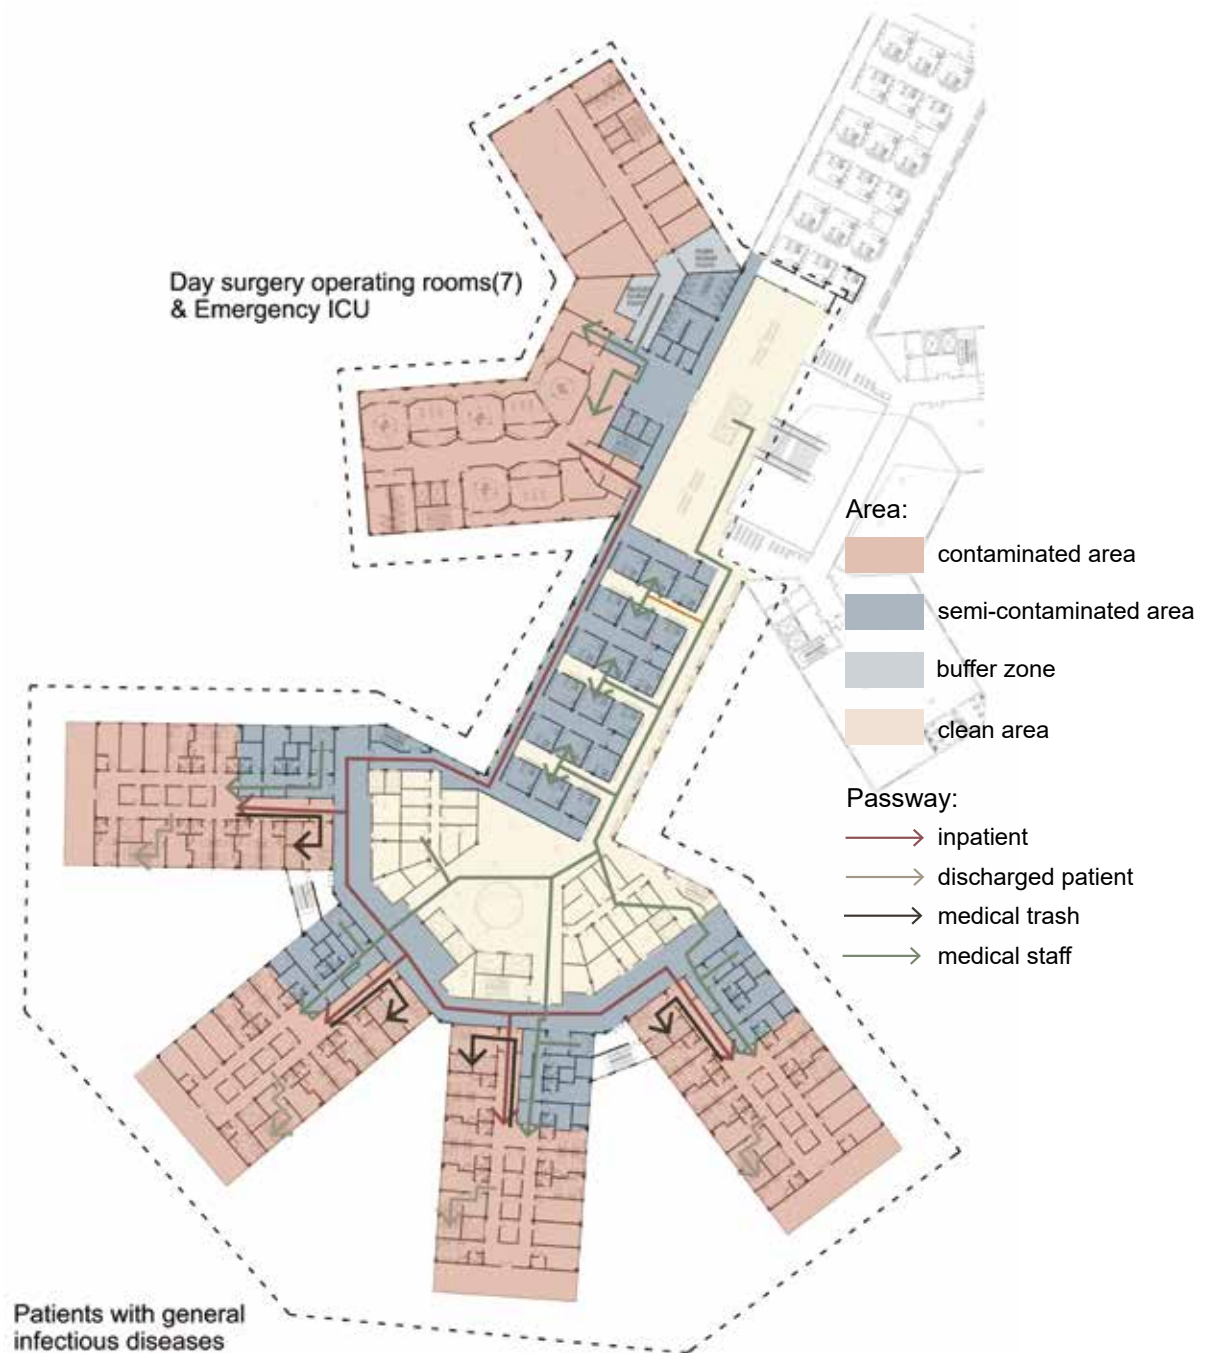 Day surgery operating rooms(7)
& Emergency ICU
Area:
contaminated area
semi-contaminated area
buffer zone
clean area
Passway:
inpatient
discharged patient
medical trash
medical staff
Patients with general
infectious diseases